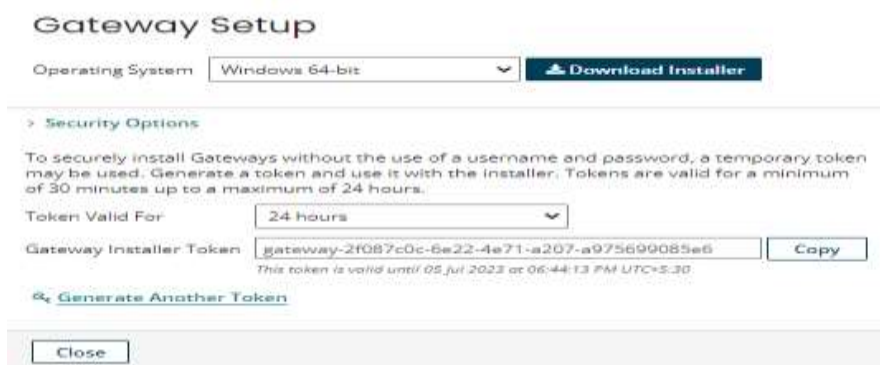 Gateway Setup
Operating System Windows 64-bit Download Installer
> Security Options
To securely install Gateways without the use of a username and password, a temporary token
may be used. Generate a token and use it with the installer. Tokens are valid for a minimum
of 30 minutes up to a maximum of 24 hours.
Token Valid For 24 hours
Gateway Installer Token gateway-2f087c0c-6e22-4e71-a207-a975699085e6 Copy
This token is valid until 05 Jul 2023 at 06:44:13 PM UTC+5:30
Generate Another Token
Close